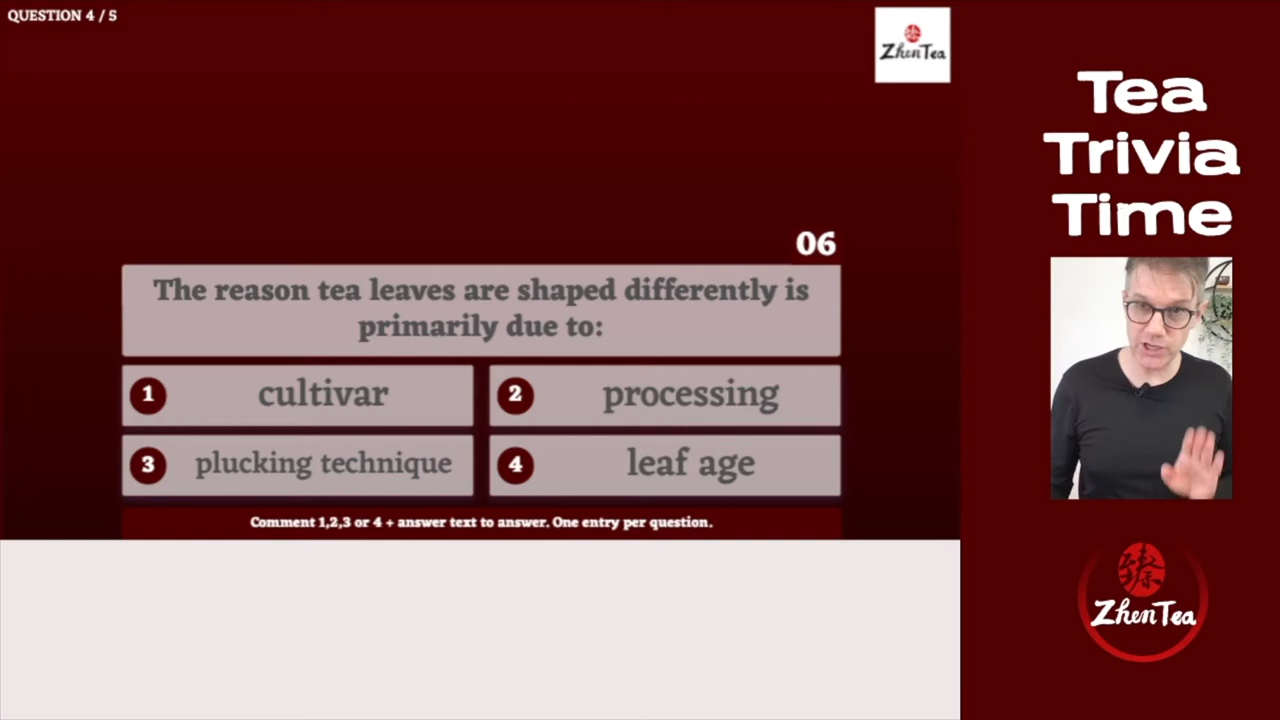 QUESTION 4 / 5
臻
ZhenTea
06
The reason tea leaves are shaped differently is
primarily due to:
1 cultivar
2 processing
3 plucking technique
4 leaf age
Comment 1,2,3 or 4 + answer text to answer. One entry per question.
Tea
Trivia
Time
臻
ZhenTea